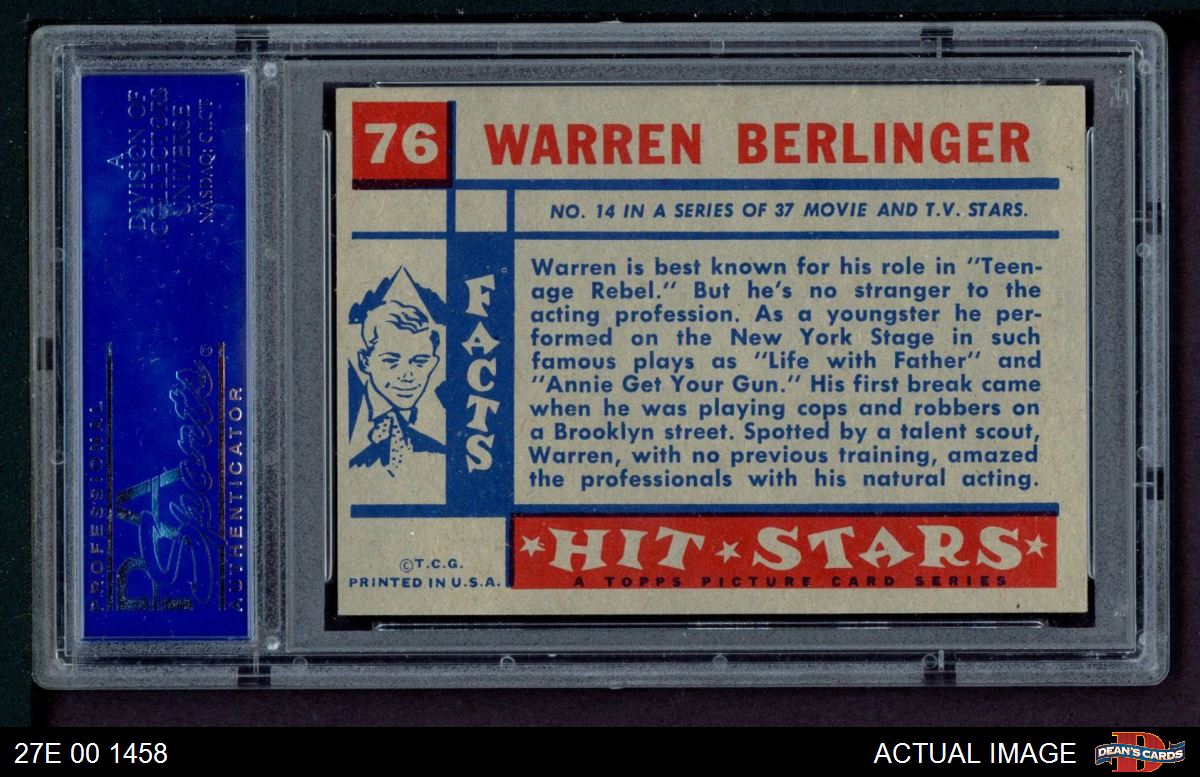 A
DIVISION OF
COLLECTORS
UNIVERSE
NASDAQ: CLCT
PROFESSIONAL
PSA
Sports®
AUTHENTICATOR
76
WARREN BERLINGER
NO. 14 IN A SERIES OF 37 MOVIE AND T.V. STARS.
FACTS
Warren is best known for his role in "Teen-
age Rebel." But he's no stranger to the
acting profession. As a youngster he per-
formed on the New York Stage in such
famous plays as "Life with Father" and
"Annie Get Your Gun." His first break came
when he was playing cops and robbers on
a Brooklyn street. Spotted by a talent scout,
Warren, with no previous training, amazed
the professionals with his natural acting.
©T.C.G.
PRINTED IN U.S.A.
HIT STARS
A TOPPS PICTURE CARD SERIES
27E 00 1458
ACTUAL IMAGE
DEAN'S CARDS